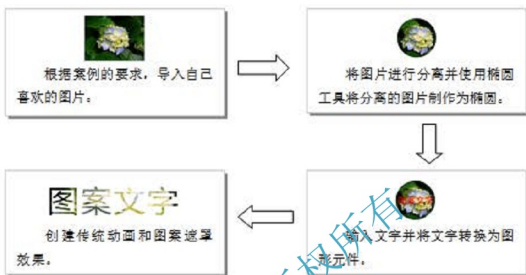 根据案例的要求，导入自己
喜欢的图片。
将图片进行分离并使用椭圆
工具将分离的图片制作为椭圆。
输入文字并将文字转换为图
形元件。
图案文字
创建传统动画和图案遮罩
效果。
权所有